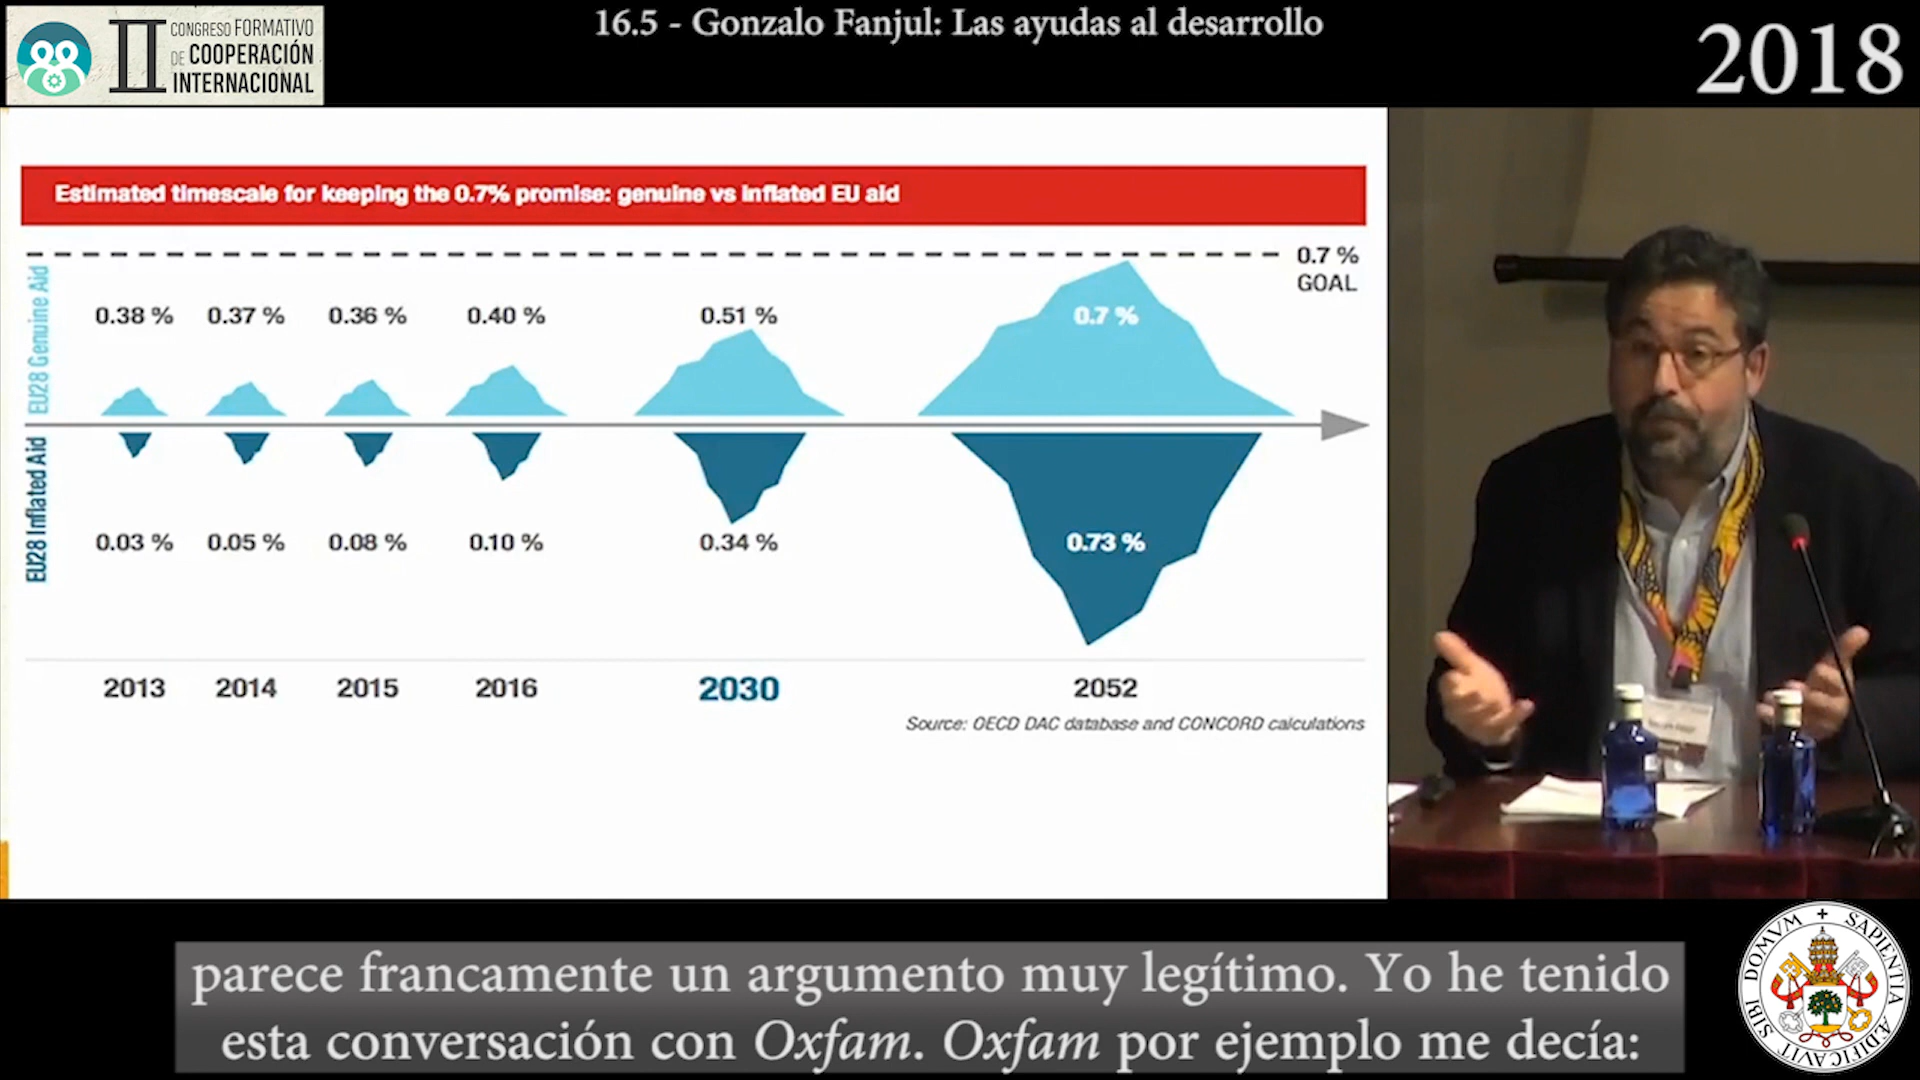 CONGRESO FORMATIVO
II DE COOPERACIÓN
INTERNACIONAL
16.5 - Gonzalo Fanjul: Las ayudas al desarrollo
2018
Estimated timescale for keeping the 0.7% promise: genuine vs inflated EU aid
0.7 %
GOAL
EU28 Genuine Aid
0.38 % 0.37 % 0.36 % 0.40 % 0.51 % 0.7 %
EU28 Inflated Aid
0.03 % 0.05 % 0.08 % 0.10 % 0.34 % 0.73 %
2013 2014 2015 2016 2030 2052
Source: OECD DAC database and CONCORD calculations
parece francamente un argumento muy legítimo. Yo he tenido
esta conversación con Oxfam. Oxfam por ejemplo me decía:
SIBI DOMVM SAPIENTIA ÆDIFICAVIT